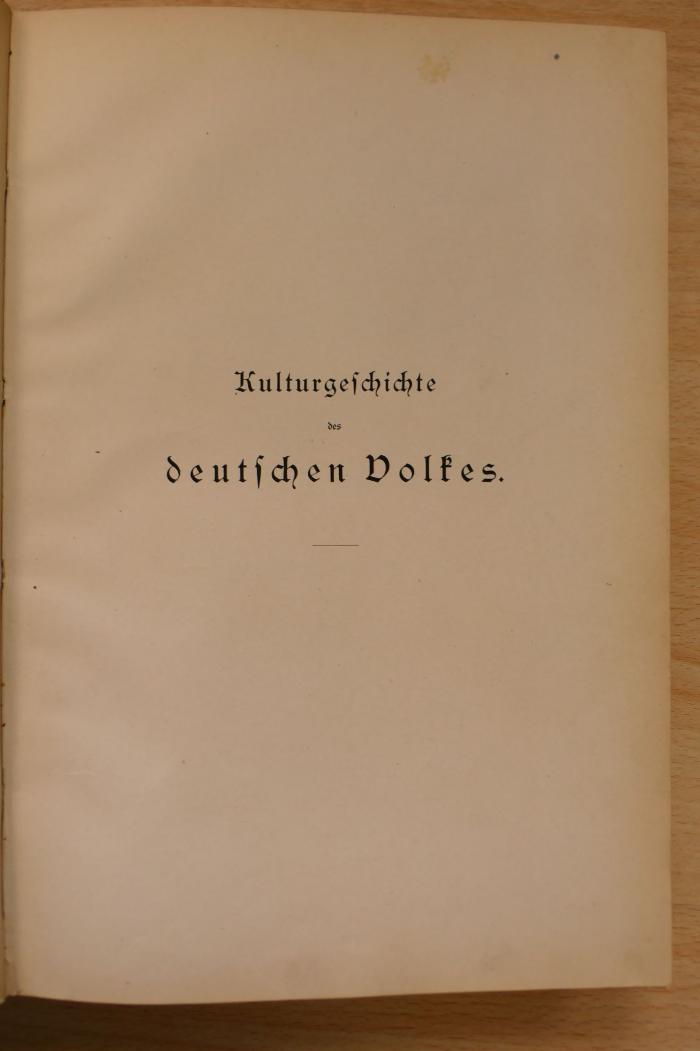 Kulturgeſchichte
des
deutſchen Volkes.